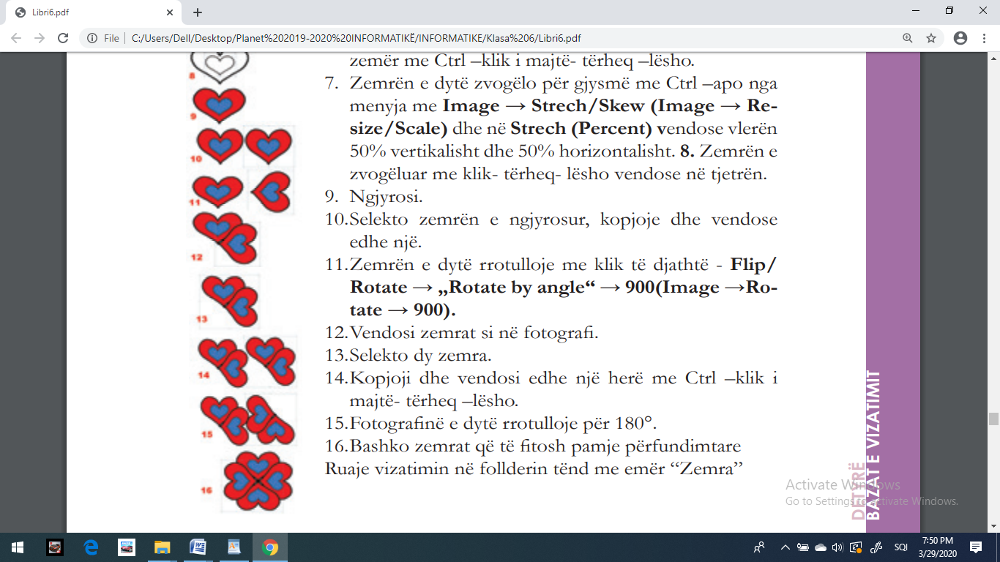 Libri6.pdf
File | C:/Users/Dell/Desktop/Planet%202019-2020%20INFORMATIKË/INFORMATIKE/Klasa%206/Libri6.pdf
zemër me Ctrl –klik i majtë- tërheq –lësho.
7. Zemrën e dytë zvogëlo për gjysmë me Ctrl –apo nga
menyja me Image → Strech/Skew (Image → Re-
size/Scale) dhe në Strech (Percent) vendose vlerën
50% vertikalisht dhe 50% horizontalisht. 8. Zemrën e
zvogëluar me klik- tërheq- lësho vendose në tjetrën.
9. Ngjyrosi.
10.Selekto zemrën e ngjyrosur, kopjoje dhe vendose
edhe një.
11.Zemrën e dytë rrotulloje me klik të djathtë - Flip/
Rotate → „Rotate by angle“ → 900(Image →Ro-
tate → 900).
12.Vendosi zemrat si në fotografi.
13.Selekto dy zemra.
14.Kopjoji dhe vendosi edhe një herë me Ctrl –klik i
majtë- tërheq –lësho.
15.Fotografinë e dytë rrotulloje për 180°.
16.Bashko zemrat që të fitosh pamje përfundimtare
Ruaje vizatimin në follderin tënd me emër “Zemra”
8
9
10
11
12
13
14
15
16
DETYRË
BAZAT E VIZATIMIT
Activate Windows
Go to Settings to activate Windows.
SQI
7:50 PM
3/29/2020